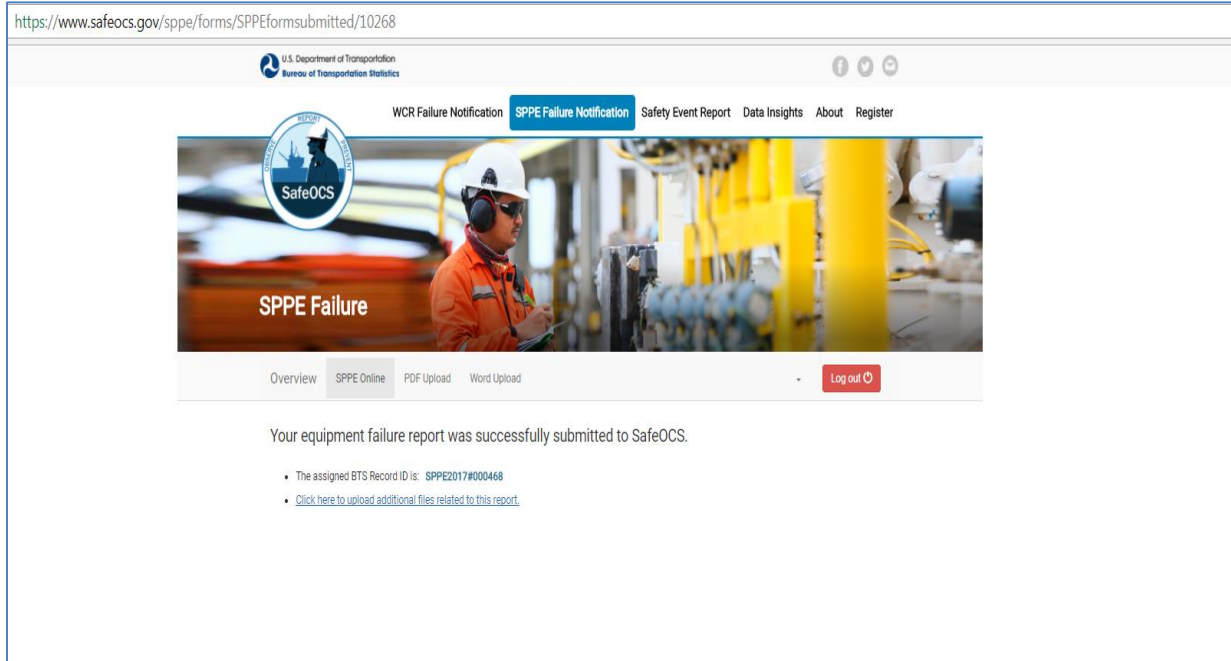 https://www.safeocs.gov/sppe/forms/SPPEformsubmitted/10268
U.S. Department of Transportation
Bureau of Transportation Statistics
WCR Failure Notification SPPE Failure Notification Safety Event Report Data Insights About Register
OBSERVE REPORT PREVENT
SafeOCS
SPPE Failure
Overview SPPE Online PDF Upload Word Upload Log out
Your equipment failure report was successfully submitted to SafeOCS.
• The assigned BTS Record ID is: SPPE2017#000468
• Click here to upload additional files related to this report.